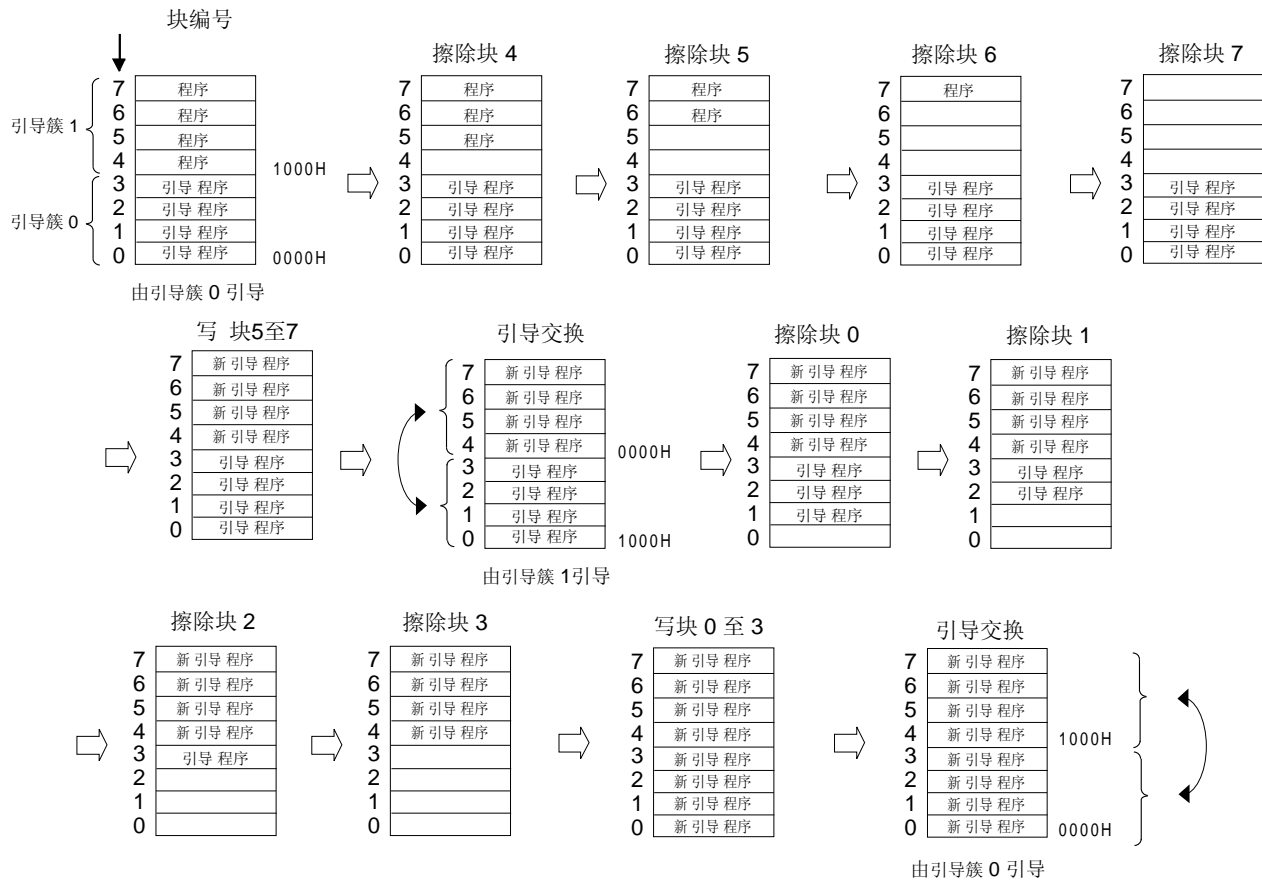 块编号
擦除块 4
擦除块 5
擦除块 6
擦除块 7
引导簇 1
引导簇 0
7 程序
6 程序
5 程序
4 程序
1000H
3 引导 程序
2 引导 程序
1 引导 程序
0 引导 程序
0000H
由引导簇 0 引导
7 程序
6 程序
5 程序
4
3 引导 程序
2 引导 程序
1 引导 程序
0 引导 程序
7 程序
6 程序
5
4
3 引导 程序
2 引导 程序
1 引导 程序
0 引导 程序
7 程序
6
5
4
3 引导 程序
2 引导 程序
1 引导 程序
0 引导 程序
7
6
5
4
3 引导 程序
2 引导 程序
1 引导 程序
0 引导 程序
写 块5至7
7 新 引导 程序
6 新 引导 程序
5 新 引导 程序
4 新 引导 程序
3 引导 程序
2 引导 程序
1 引导 程序
0 引导 程序
引导交换
7 新 引导 程序
6 新 引导 程序
5 新 引导 程序
4 新 引导 程序
0000H
3 引导 程序
2 引导 程序
1 引导 程序
0 引导 程序
1000H
由引导簇 1引导
擦除块 0
7 新 引导 程序
6 新 引导 程序
5 新 引导 程序
4 新 引导 程序
3 引导 程序
2 引导 程序
1 引导 程序
0
擦除块 1
7 新 引导 程序
6 新 引导 程序
5 新 引导 程序
4 新 引导 程序
3 引导 程序
2 引导 程序
1
0
擦除块 2
7 新 引导 程序
6 新 引导 程序
5 新 引导 程序
4 新 引导 程序
3 引导 程序
2
1
0
擦除块 3
7 新 引导 程序
6 新 引导 程序
5 新 引导 程序
4 新 引导 程序
3
2
1
0
写块 0 至 3
7 新 引导 程序
6 新 引导 程序
5 新 引导 程序
4 新 引导 程序
3 新 引导 程序
2 新 引导 程序
1 新 引导 程序
0 新 引导 程序
引导交换
7 新 引导 程序
6 新 引导 程序
5 新 引导 程序
4 新 引导 程序
1000H
3 新 引导 程序
2 新 引导 程序
1 新 引导 程序
0 新 引导 程序
0000H
由引导簇 0 引导